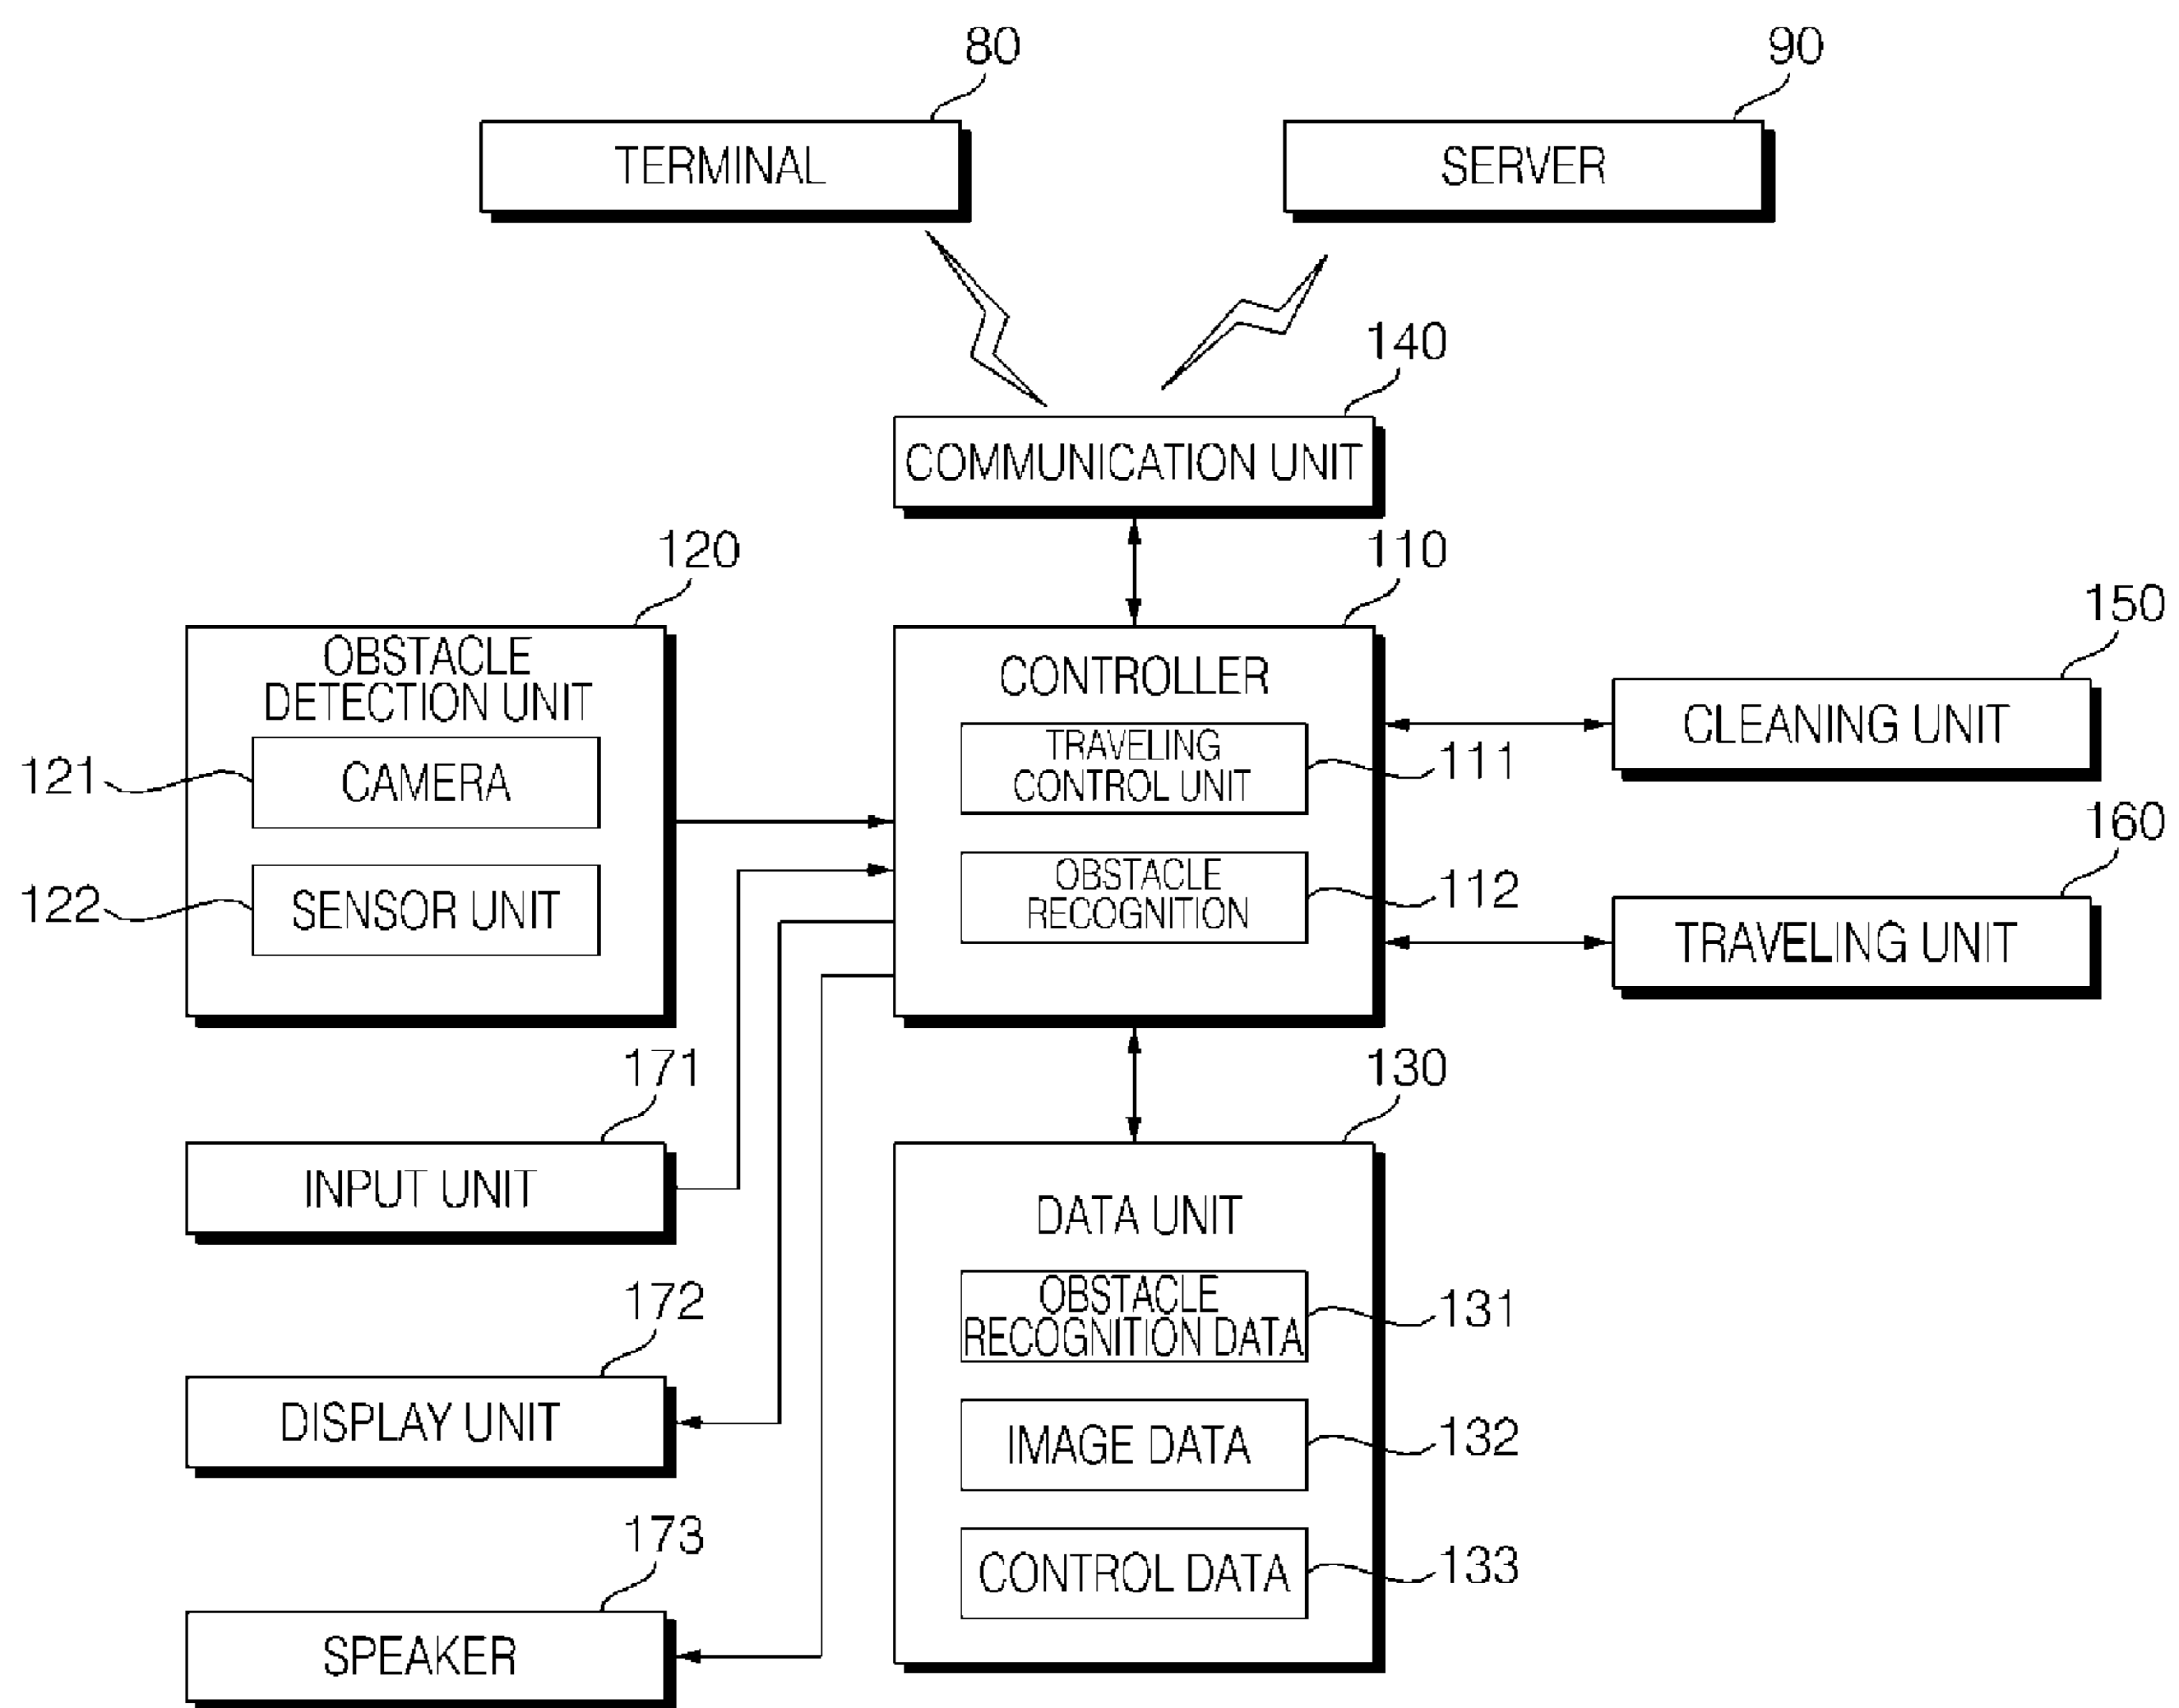 80
90
TERMINAL
SERVER
140
COMMUNICATION UNIT
120
110
150
OBSTACLE
DETECTION UNIT
CONTROLLER
CLEANING UNIT
121
CAMERA
TRAVELING
CONTROL UNIT
111
160
122
SENSOR UNIT
OBSTACLE
RECOGNITION
112
TRAVELING UNIT
171
130
INPUT UNIT
DATA UNIT
172
OBSTACLE
RECOGNITION DATA
131
DISPLAY UNIT
IMAGE DATA
132
173
CONTROL DATA
133
SPEAKER